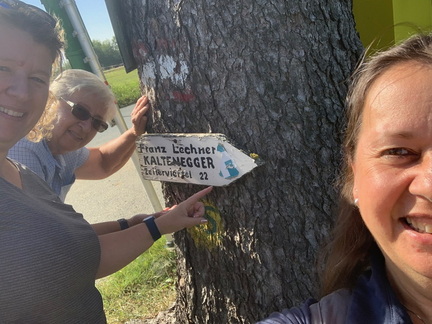 Franz Lechner
KALTENEGGER
Zeilerviertel 22